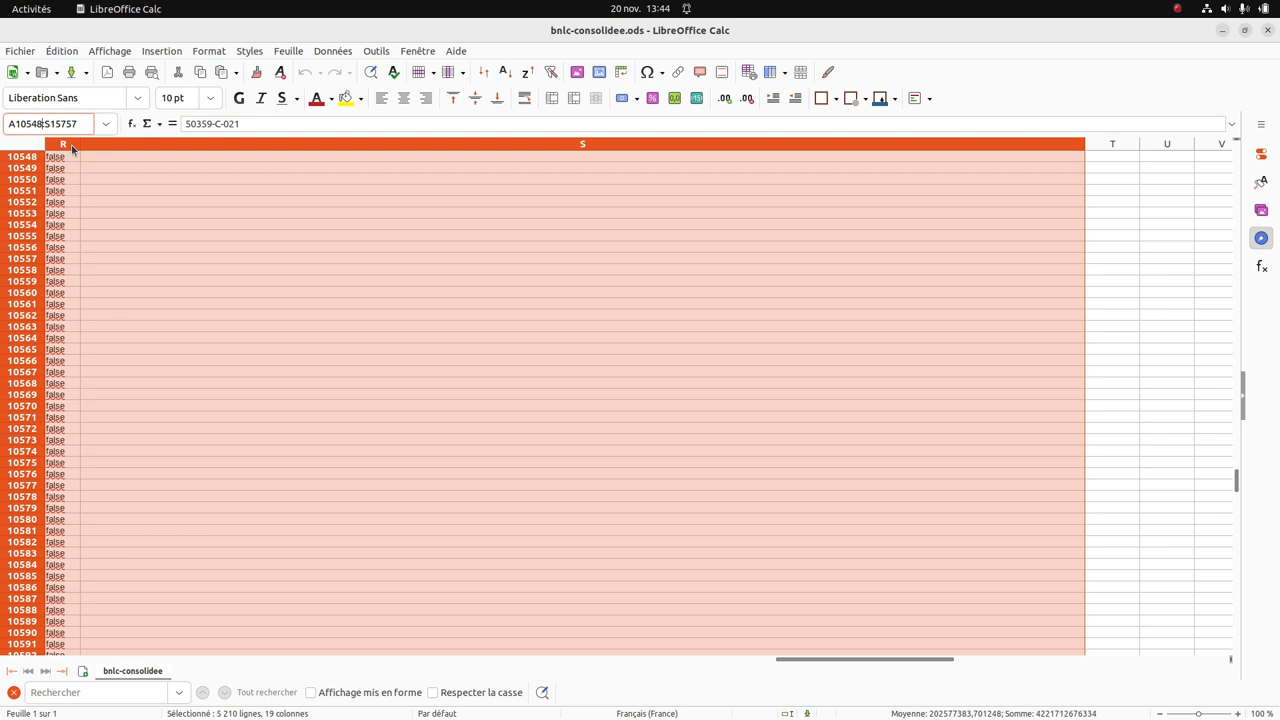 Activités LibreOffice Calc 20 nov. 13:44
bnlc-consolidee.ods - LibreOffice Calc
Fichier Édition Affichage Insertion Format Styles Feuille Données Outils Fenêtre Aide
Liberation Sans 10 pt
A10548:S15757 50359-C-021
R S T U V
10548 false
10549 false
10550 false
10551 false
10552 false
10553 false
10554 false
10555 false
10556 false
10557 false
10558 false
10559 false
10560 false
10561 false
10562 false
10563 false
10564 false
10565 false
10566 false
10567 false
10568 false
10569 false
10570 false
10571 false
10572 false
10573 false
10574 false
10575 false
10576 false
10577 false
10578 false
10579 false
10580 false
10581 false
10582 false
10583 false
10584 false
10585 false
10586 false
10587 false
10588 false
10589 false
10590 false
10591 false
bnlc-consolidee
Rechercher Tout rechercher Affichage mis en forme Respecter la casse
Feuille 1 sur 1 Sélectionné : 5 210 lignes, 19 colonnes Par défaut Français (France) Moyenne: 202577383,701248; Somme: 4221712676334 100 %